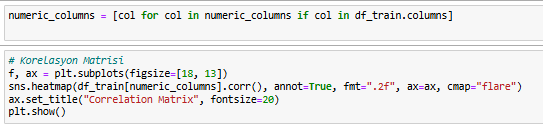 numeric_columns = [col for col in numeric_columns if col in df_train.columns]
# Korelasyon Matrisi
f, ax = plt.subplots(figsize=[18, 13])
sns.heatmap(df_train[numeric_columns].corr(), annot=True, fmt=".2f", ax=ax, cmap="flare")
ax.set_title("Correlation Matrix", fontsize=20)
plt.show()